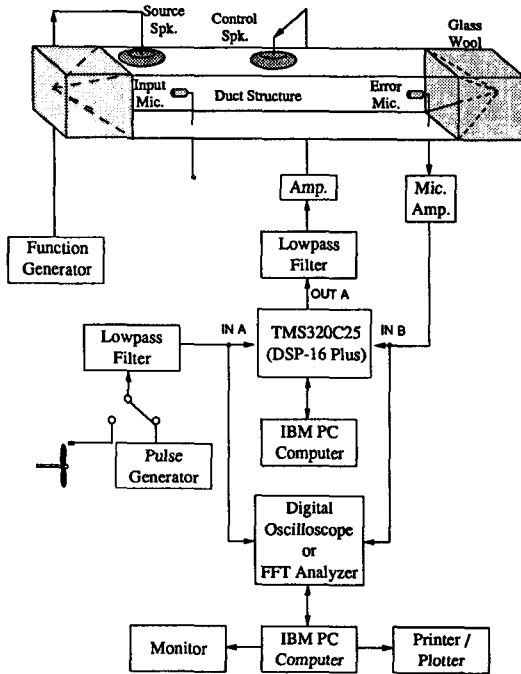 Source
Spk.
Control
Spk.
Glass
Wool
Input
Mic.
Duct Structure
Error
Mic.
Amp.
Mic.
Amp.
Function
Generator
Lowpass
Filter
OUT A
Lowpass
Filter
IN A
TMS320C25
(DSP-16 Plus)
IN B
IBM PC
Computer
Pulse
Generator
Digital
Oscilloscope
or
FFT Analyzer
Monitor
IBM PC
Computer
Printer /
Plotter